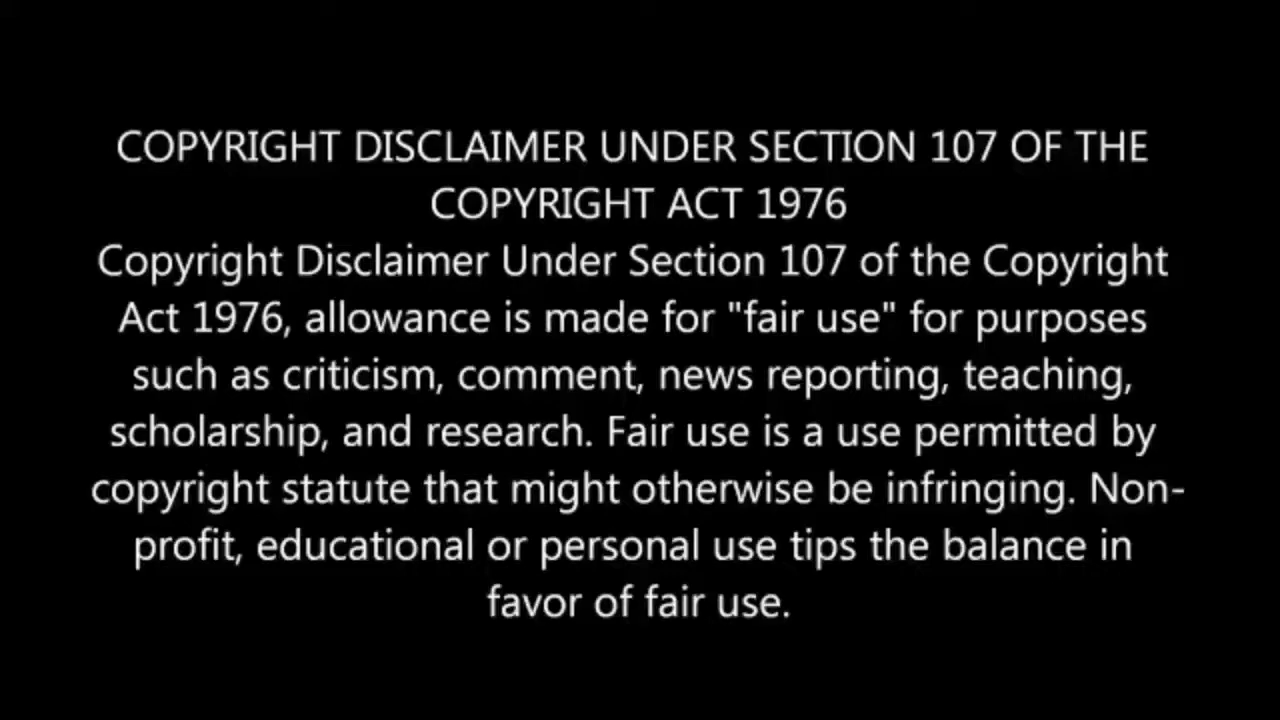 COPYRIGHT DISCLAIMER UNDER SECTION 107 OF THE
COPYRIGHT ACT 1976
Copyright Disclaimer Under Section 107 of the Copyright
Act 1976, allowance is made for "fair use" for purposes
such as criticism, comment, news reporting, teaching,
scholarship, and research. Fair use is a use permitted by
copyright statute that might otherwise be infringing. Non-
profit, educational or personal use tips the balance in
favor of fair use.